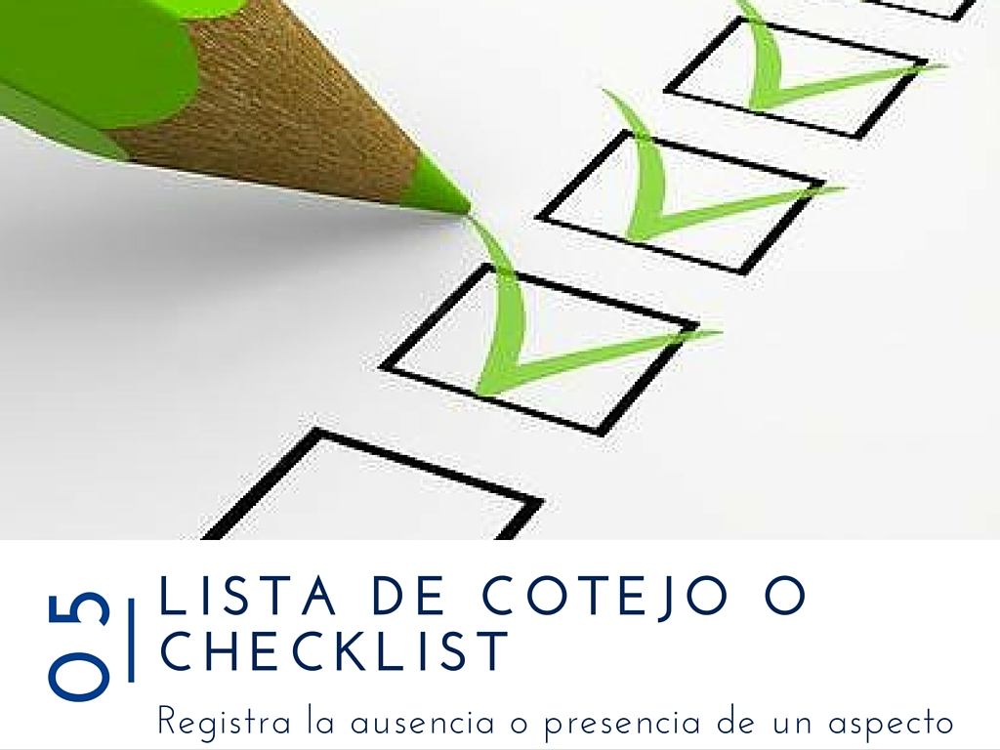 05
LISTA DE COTEJO O
CHECKLIST
Registra la ausencia o presencia de un aspecto